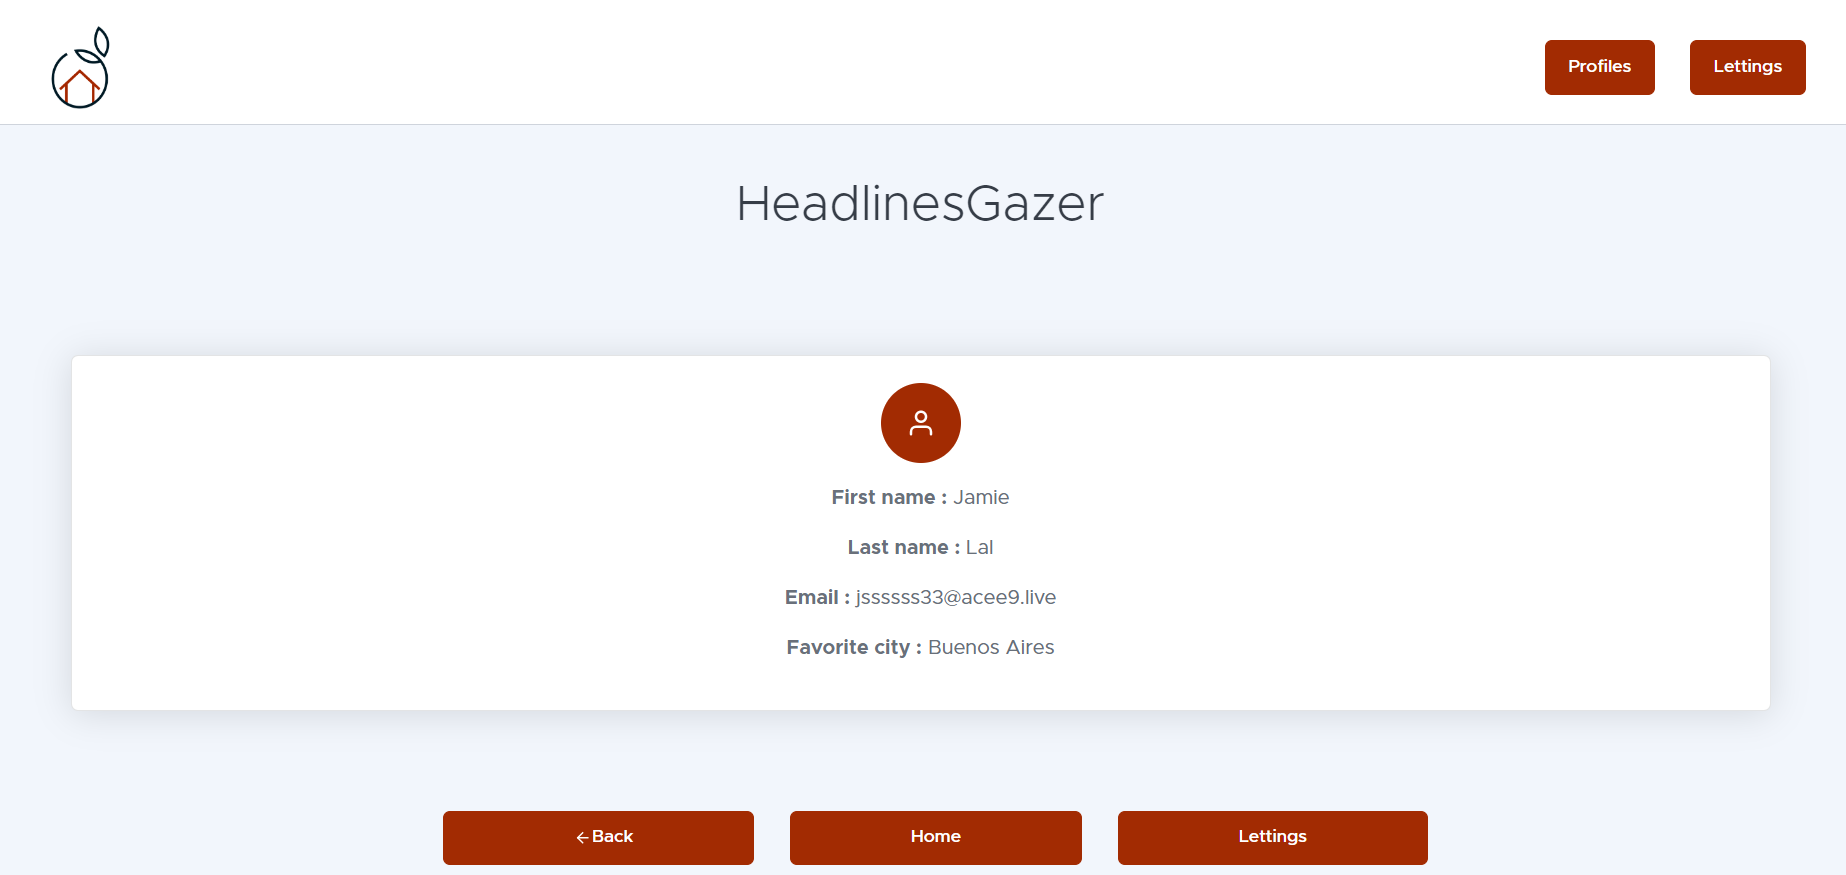 Profiles
Lettings
HeadlinesGazer
First name : Jamie
Last name : Lal
Email : jssssss33@acee9.live
Favorite city : Buenos Aires
←Back
Home
Lettings